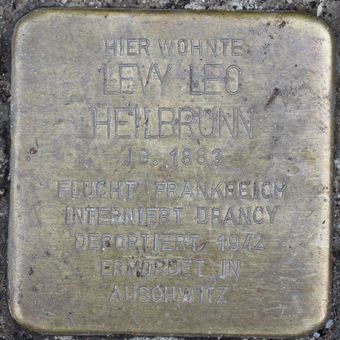 HIER WOHNTE
LEVY LEO
HEILBRUNN
JG. 1883
FLUCHT FRANKREICH
INTERNIERT DRANCY
DEPORTIERT 1942
ERMORDET IN
AUSCHWITZ